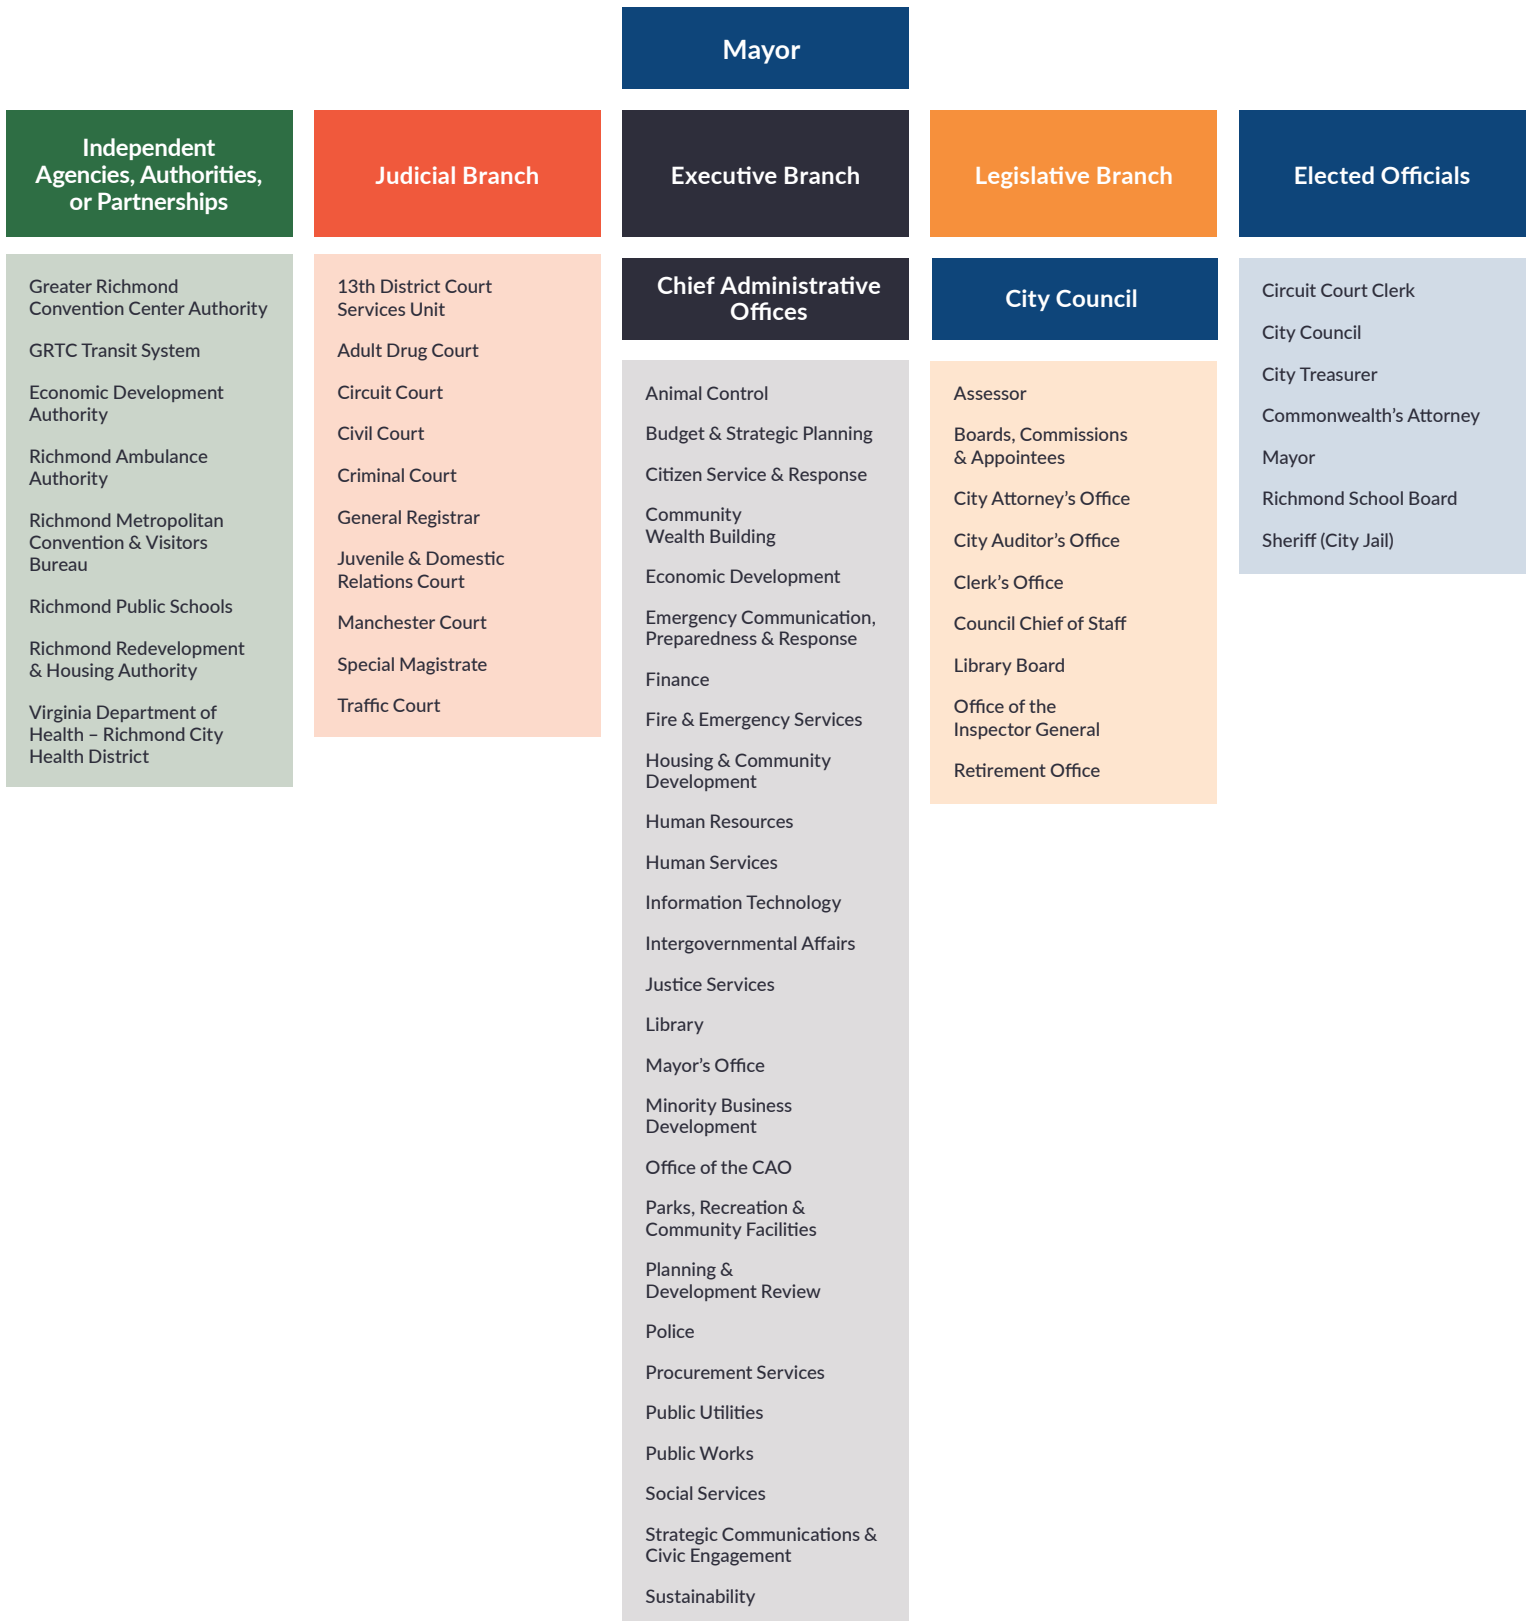 Mayor
Independent
Agencies, Authorities,
or Partnerships
Greater Richmond
Convention Center Authority
GRTC Transit System
Economic Development
Authority
Richmond Ambulance
Authority
Richmond Metropolitan
Convention & Visitors
Bureau
Richmond Public Schools
Richmond Redevelopment
& Housing Authority
Virginia Department of
Health – Richmond City
Health District
Judicial Branch
13th District Court
Services Unit
Adult Drug Court
Circuit Court
Civil Court
Criminal Court
General Registrar
Juvenile & Domestic
Relations Court
Manchester Court
Special Magistrate
Traffic Court
Executive Branch
Chief Administrative
Offices
Animal Control
Budget & Strategic Planning
Citizen Service & Response
Community
Wealth Building
Economic Development
Emergency Communication,
Preparedness & Response
Finance
Fire & Emergency Services
Housing & Community
Development
Human Resources
Human Services
Information Technology
Intergovernmental Affairs
Justice Services
Library
Mayor’s Office
Minority Business
Development
Office of the CAO
Parks, Recreation &
Community Facilities
Planning &
Development Review
Police
Procurement Services
Public Utilities
Public Works
Social Services
Strategic Communications &
Civic Engagement
Sustainability
Legislative Branch
City Council
Assessor
Boards, Commissions
& Appointees
City Attorney’s Office
City Auditor’s Office
Clerk’s Office
Council Chief of Staff
Library Board
Office of the
Inspector General
Retirement Office
Elected Officials
Circuit Court Clerk
City Council
City Treasurer
Commonwealth’s Attorney
Mayor
Richmond School Board
Sheriff (City Jail)